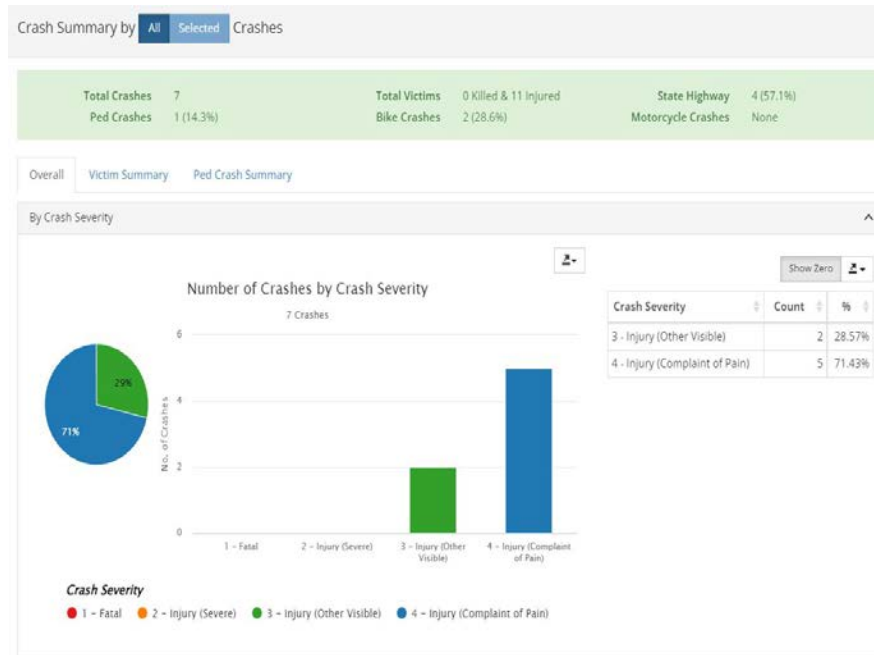 Crash Summary by All Selected Crashes
Total Crashes 7 Total Victims 0 Killed & 11 Injured State Highway 4 (57.1%)
Ped Crashes 1 (14.3%) Bike Crashes 2 (28.6%) Motorcycle Crashes None
Overall Victim Summary Ped Crash Summary
By Crash Severity
Number of Crashes by Crash Severity
7 Crashes
Show Zero
Crash Severity Count %
3 - Injury (Other Visible) 2 28.57%
4 - Injury (Complaint of Pain) 5 71.43%
29%
71%
No. of Crashes
6
4
2
0
1 - Fatal
2 - Injury (Severe)
3 - Injury (Other
Visible)
4 - Injury (Complaint
of Pain)
Crash Severity
1 - Fatal 2 - Injury (Severe) 3 - Injury (Other Visible) 4 - Injury (Complaint of Pain)